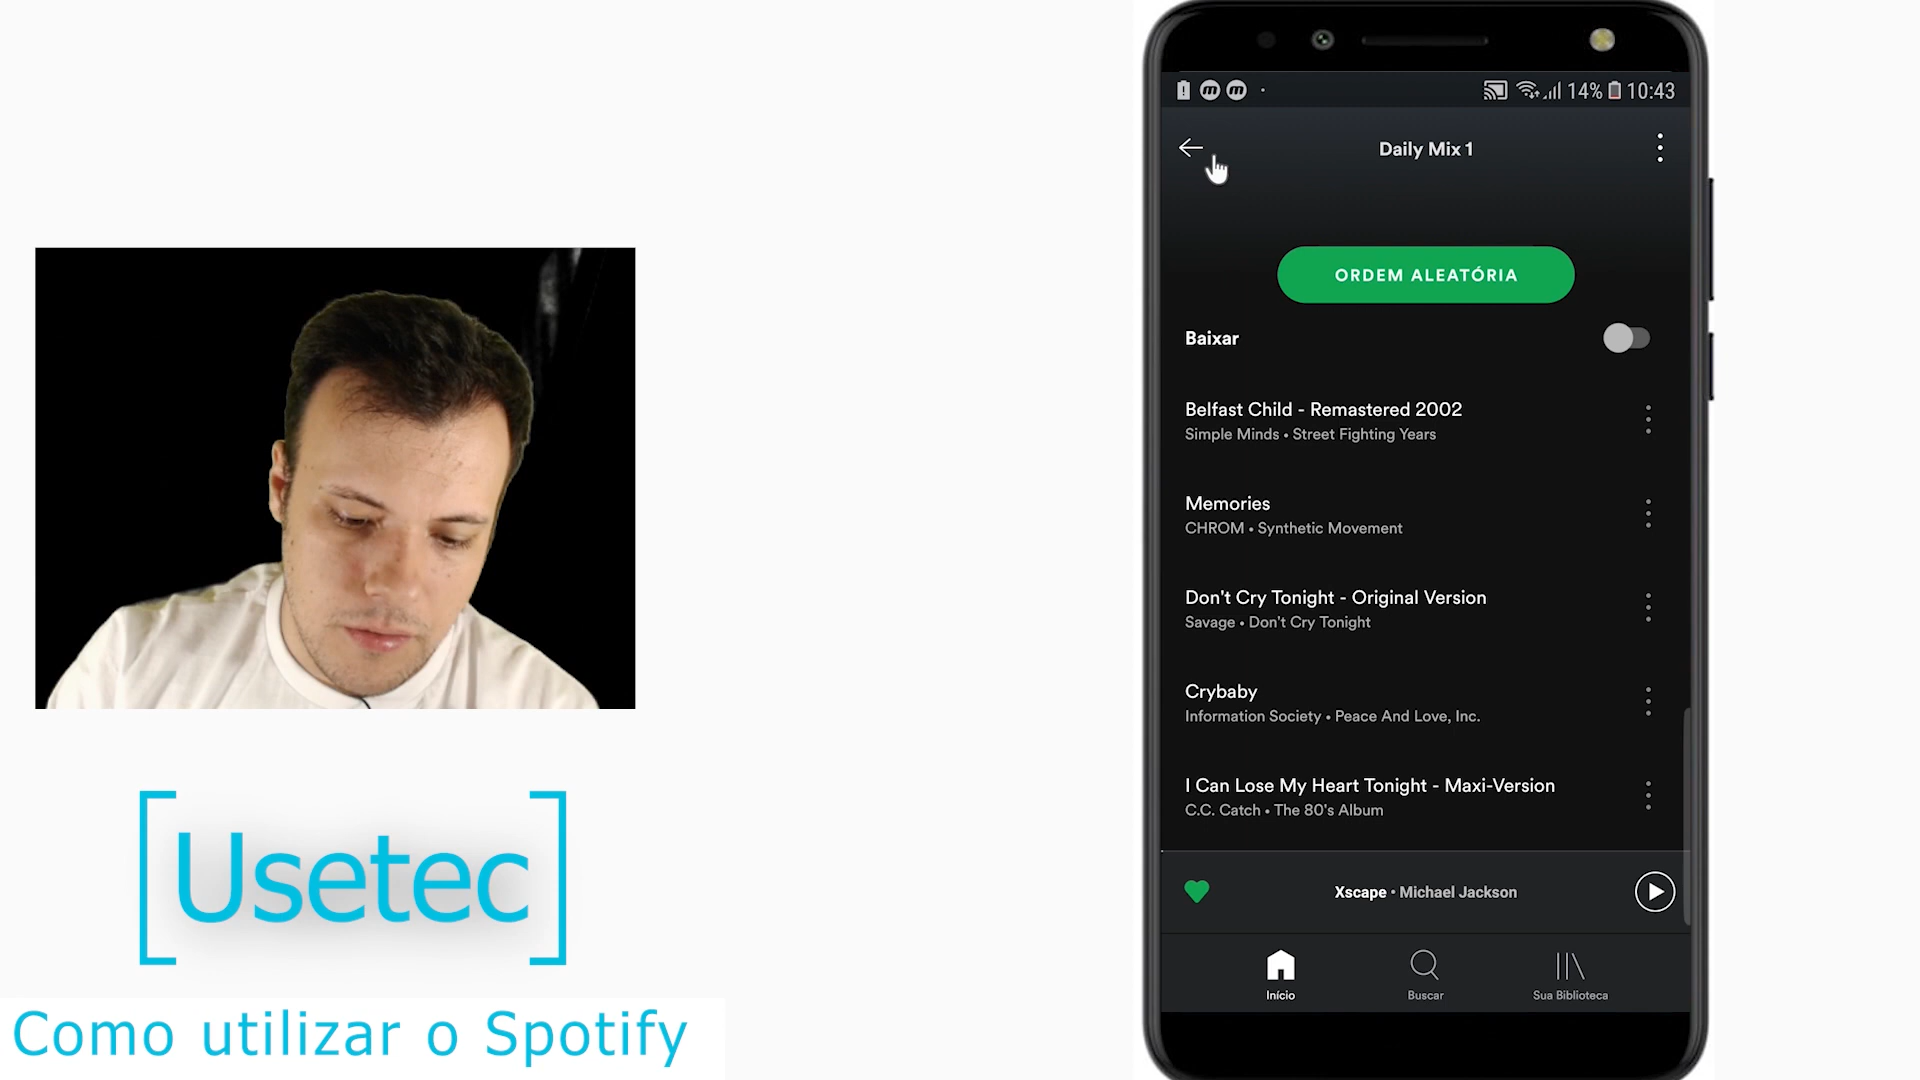 14% 10:43
Daily Mix 1
ORDEM ALEATÓRIA
Baixar
Belfast Child - Remastered 2002
Simple Minds • Street Fighting Years
Memories
CHROM • Synthetic Movement
Don't Cry Tonight - Original Version
Savage • Don't Cry Tonight
Crybaby
Information Society • Peace And Love, Inc.
I Can Lose My Heart Tonight - Maxi-Version
C.C. Catch • The 80's Album
Xscape • Michael Jackson
Início Buscar Sua Biblioteca
[Usetec]
Como utilizar o Spotify